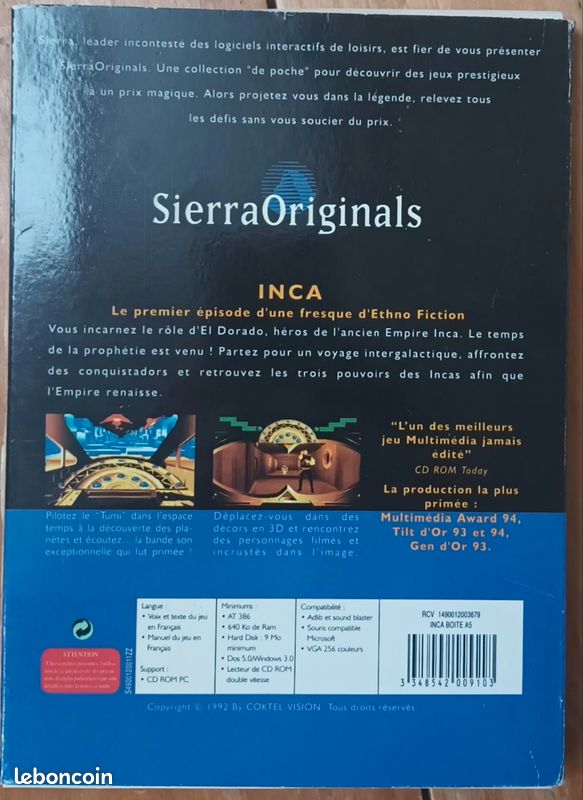 Sierra, leader incontesté des logiciels interactifs de loisirs, est fier de vous présenter
SierraOriginals. Une collection "de poche" pour découvrir des jeux prestigieux
à un prix magique. Alors projetez vous dans la légende, relevez tous
les défis sans vous soucier du prix.
SierraOriginals
INCA
Le premier épisode d'une fresque d'Ethno Fiction
Vous incarnez le rôle d'El Dorado, héros de l'ancien Empire Inca. Le temps
de la prophétie est venu ! Partez pour un voyage intergalactique, affrontez
des conquistadors et retrouvez les trois pouvoirs des Incas afin que
l'Empire renaisse.
Pilotez le "Tumi" dans l'espace
temps à la découverte des pla-
nètes et écoutez... la bande son
exceptionnelle qui fut primée !
Déplacez-vous dans des
décors en 3D et rencontrez
des personnages filmés et
incrustés dans l'image.
"L'un des meilleurs
jeu Multimédia jamais
édité"
CD ROM Today
La production la plus
primée :
Multimédia Award 94,
Tilt d'Or 93 et 94,
Gen d'Or 93.
ATTENTION
S490012001IZZ
Langue :
• Voix et texte du jeu
en Français
• Manuel du jeu en
Français
Support :
• CD ROM PC
Minimums :
• AT 386
• 640 Ko de Ram
• Hard Disk : 9 Mo
minimum
• Dos 5.0/Windows 3.0
• Lecteur de CD ROM
double vitesse
Compatibilité :
• Adlib et sound blaster
• Souris compatible
Microsoft
• VGA 256 couleurs
RCV 1490012003679
INCA BOITE A5
3 348542 009103
Copyright © 1992 By COKTEL VISION. Tous droits réservés.
leboncoin